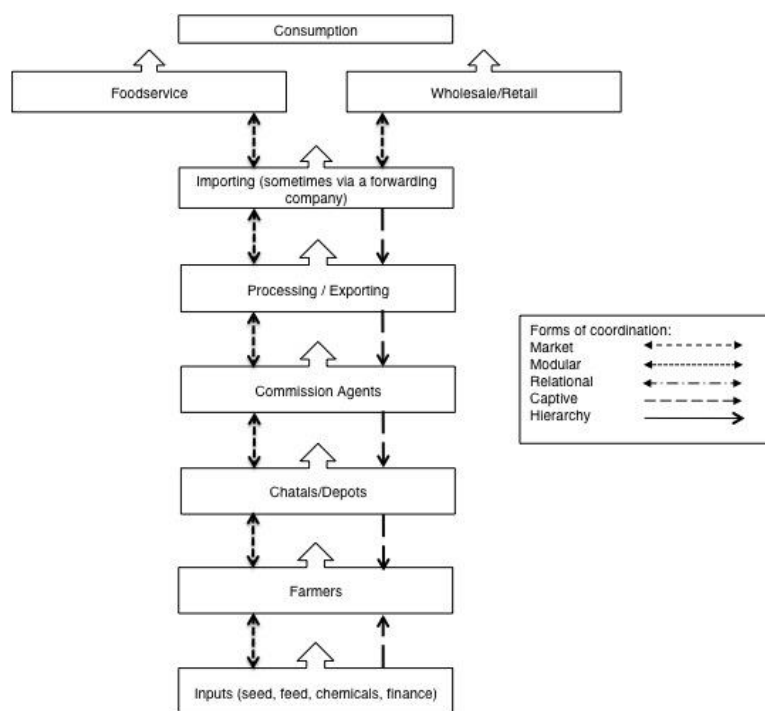 Consumption
Foodservice
Wholesale/Retail
Importing (sometimes via a forwarding
company)
Processing / Exporting
Commission Agents
Chatals/Depots
Farmers
Inputs (seed, feed, chemicals, finance)
Forms of coordination:
Market
Modular
Relational
Captive
Hierarchy